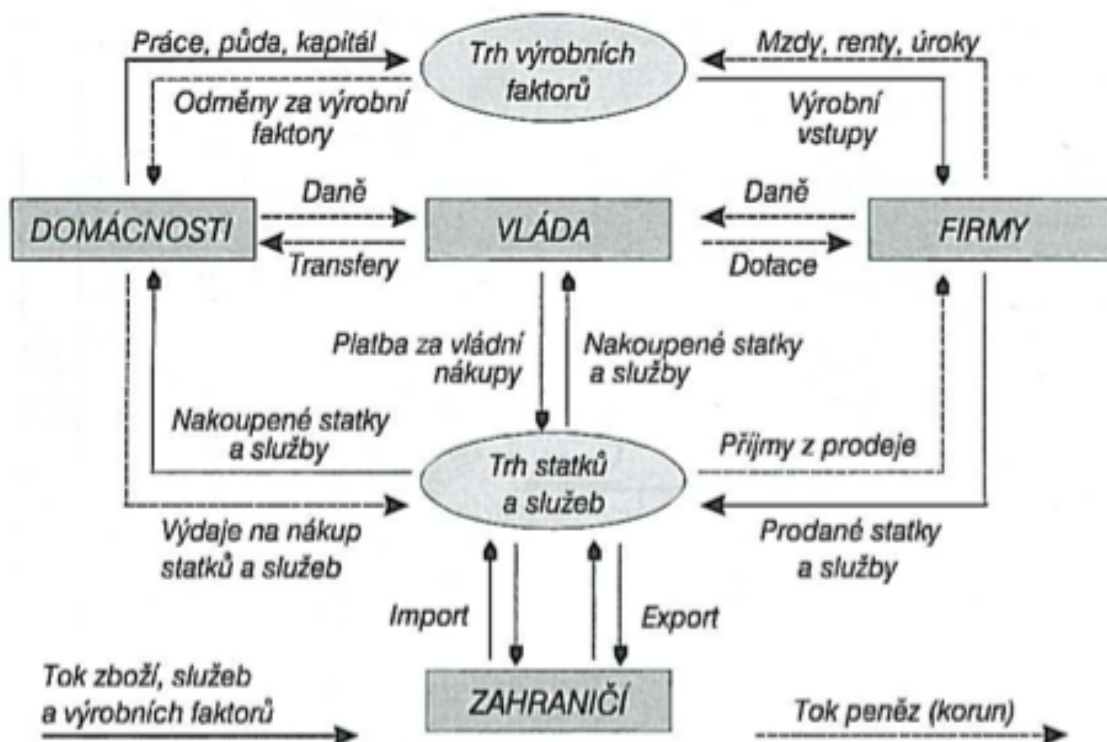 Práce, půda, kapitál
Trh výrobních
faktorů
Mzdy, renty, úroky
Odměny za výrobní
faktory
Výrobní
vstupy
DOMÁCNOSTI
Daně
Transfery
VLÁDA
Daně
Dotace
FIRMY
Platba za vládní
nákupy
Nakoupené statky
a služby
Nakoupené statky
a služby
Trh statků
a služeb
Příjmy z prodeje
Výdaje na nákup
statků a služeb
Prodané statky
a služby
Import
Export
Tok zboží, služeb
a výrobních faktorů
ZAHRANIČÍ
Tok peněz (korun)